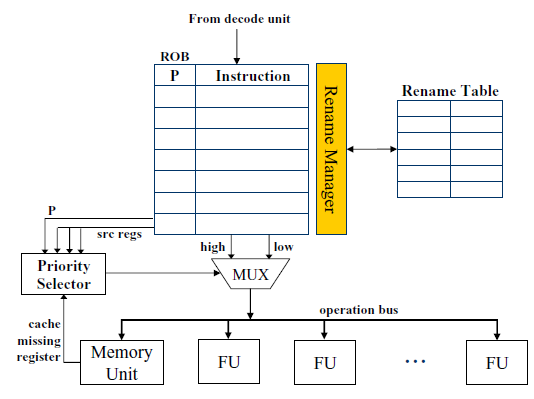 From decode unit
ROB
P Instruction
Rename Manager
Rename Table
P
src regs
high
low
Priority
Selector
MUX
operation bus
cache
missing
register
Memory
Unit
FU
FU
...
FU